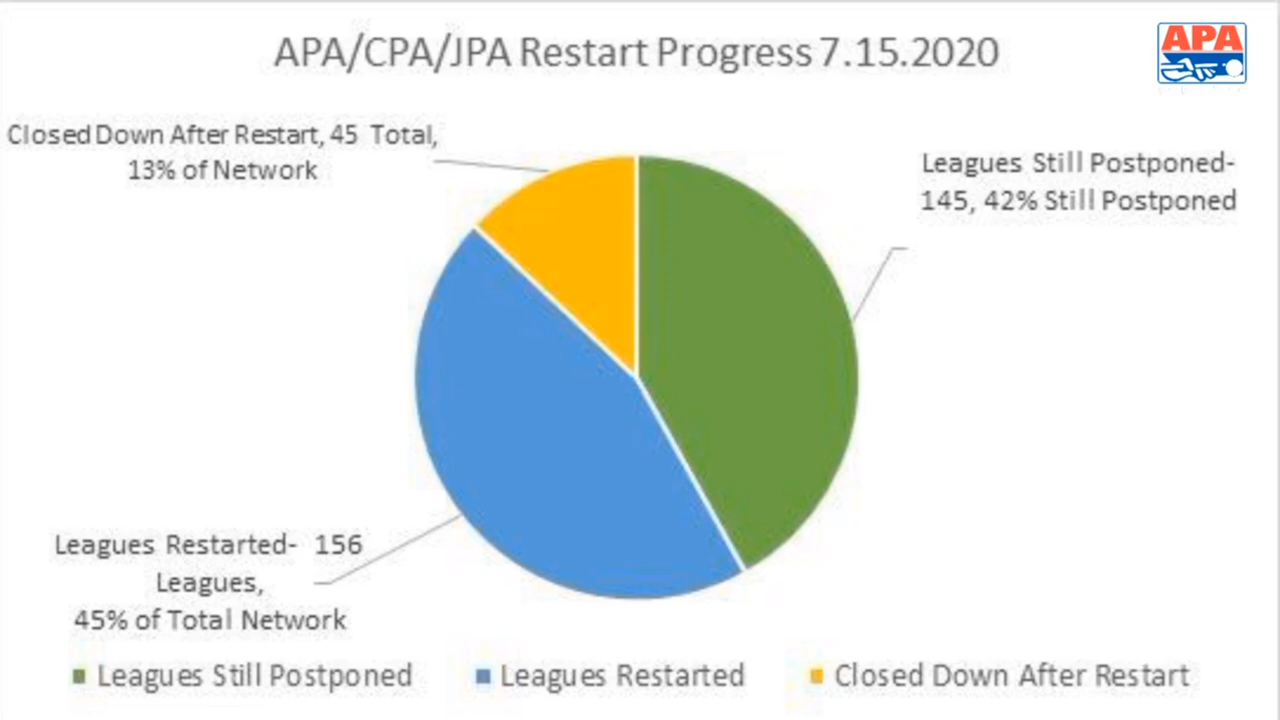 APA/CPA/JPA Restart Progress 7.15.2020
APA
Closed Down After Restart, 45 Total,
13% of Network
Leagues Still Postponed-
145, 42% Still Postponed
Leagues Restarted- 156
Leagues,
45% of Total Network
Leagues Still Postponed
Leagues Restarted
Closed Down After Restart